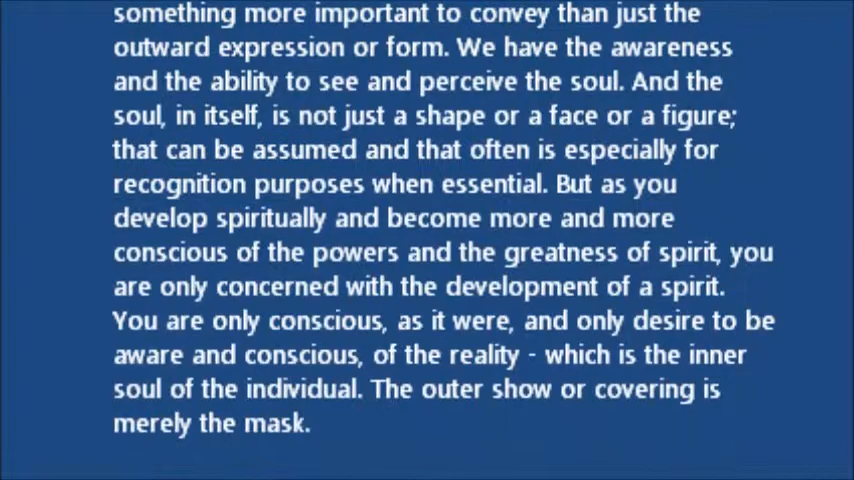 something more important to convey than just the
outward expression or form. We have the awareness
and the ability to see and perceive the soul. And the
soul, in itself, is not just a shape or a face or a figure;
that can be assumed and that often is especially for
recognition purposes when essential. But as you
develop spiritually and become more and more
conscious of the powers and the greatness of spirit, you
are only concerned with the development of a spirit.
You are only conscious, as it were, and only desire to be
aware and conscious, of the reality - which is the inner
soul of the individual. The outer show or covering is
merely the mask.